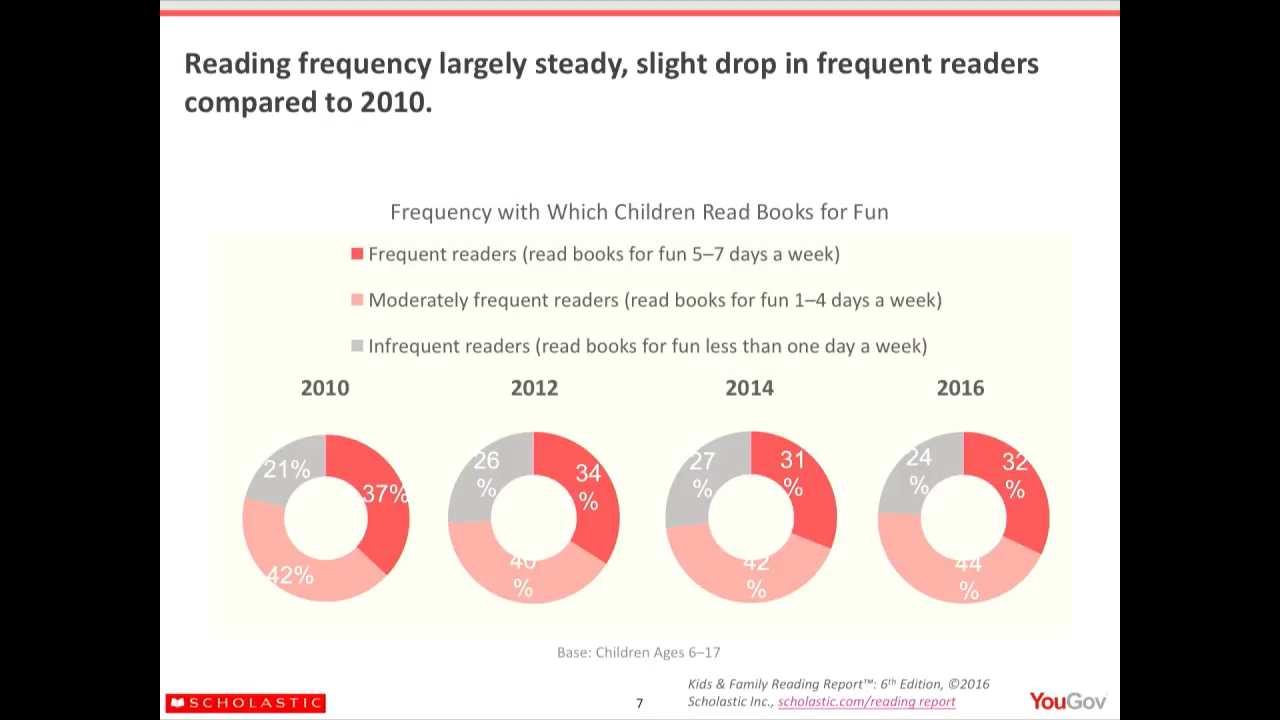 Reading frequency largely steady, slight drop in frequent readers
compared to 2010.
Frequency with Which Children Read Books for Fun
Frequent readers (read books for fun 5–7 days a week)
Moderately frequent readers (read books for fun 1–4 days a week)
Infrequent readers (read books for fun less than one day a week)
2010
2012
2014
2016
21%
37%
42%
26
%
34
%
40
%
27
%
31
%
42
%
24
%
32
%
44
%
Base: Children Ages 6–17
SCHOLASTIC
7
Kids & Family Reading Report™: 6th Edition, ©2016
Scholastic Inc., scholastic.com/reading report
YouGov